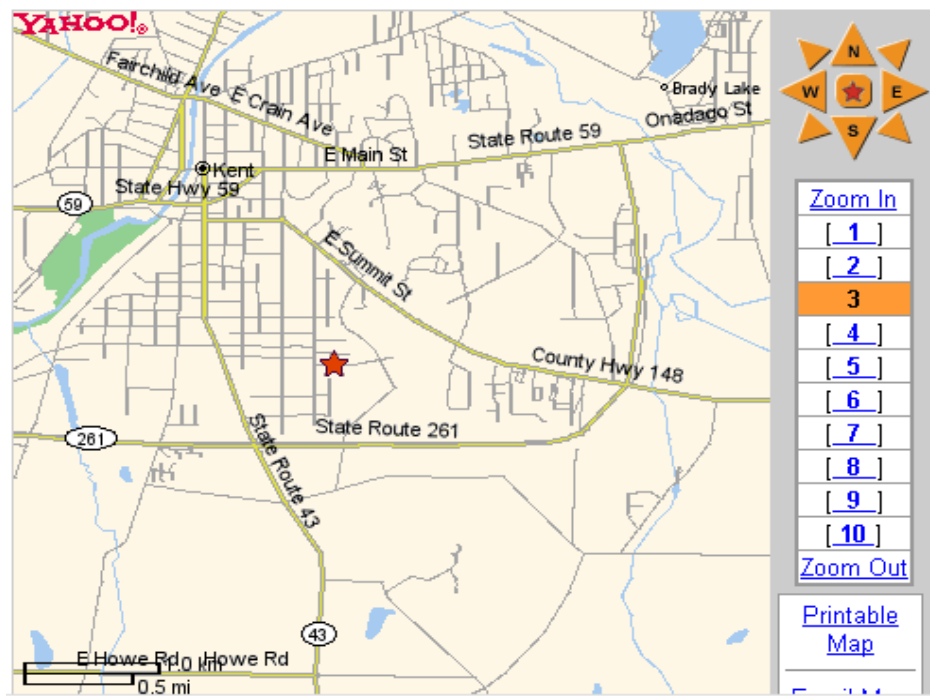 YAHOO!®
Fairchild Ave
E Crain Ave
Brady Lake
Onadago St
State Route 59
E Main St
Kent
State Hwy 59
59
E Summit St
County Hwy 148
State Route 261
261
State Route 43
43
E Howe Rd
Howe Rd
1.0 km
0.5 mi
N
W
E
S
Zoom In
[ 1 ]
[ 2 ]
3
[ 4 ]
[ 5 ]
[ 6 ]
[ 7 ]
[ 8 ]
[ 9 ]
[ 10 ]
Zoom Out
Printable
Map